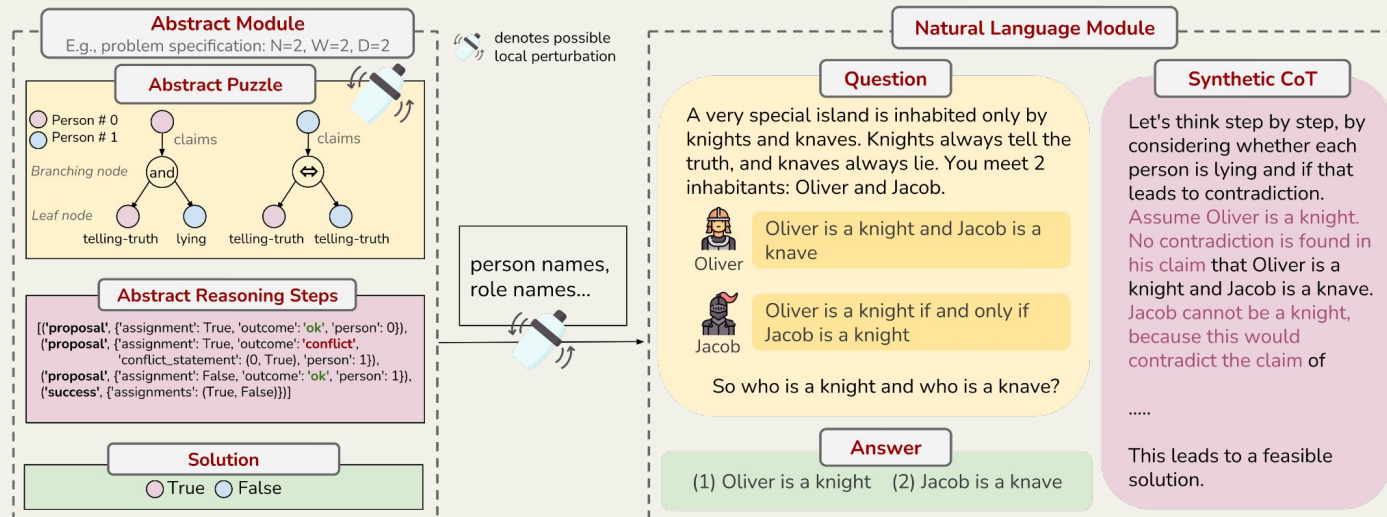 Abstract Module
E.g., problem specification: N=2, W=2, D=2
Abstract Puzzle
Person # 0
Person # 1
claims
claims
Branching node
and
⇔
Leaf node
telling-truth
lying
telling-truth
telling-truth
Abstract Reasoning Steps
[('proposal', {'assignment': True, 'outcome': 'ok', 'person': 0}),
('proposal', {'assignment': True, 'outcome': 'conflict',
'conflict_statement': (0, True), 'person': 1}),
('proposal', {'assignment': False, 'outcome': 'ok', 'person': 1}),
('success', {'assignments': (True, False)})]
Solution
True
False
denotes possible
local perturbation
person names,
role names...
Natural Language Module
Question
A very special island is inhabited only by
knights and knaves. Knights always tell the
truth, and knaves always lie. You meet 2
inhabitants: Oliver and Jacob.
Oliver
Oliver is a knight and Jacob is a
knave
Jacob
Oliver is a knight if and only if
Jacob is a knight
So who is a knight and who is a knave?
Answer
(1) Oliver is a knight (2) Jacob is a knave
Synthetic CoT
Let's think step by step, by
considering whether each
person is lying and if that
leads to contradiction.
Assume Oliver is a knight.
No contradiction is found in
his claim that Oliver is a
knight and Jacob is a knave.
Jacob cannot be a knight,
because this would
contradict the claim of
.....
This leads to a feasible
solution.